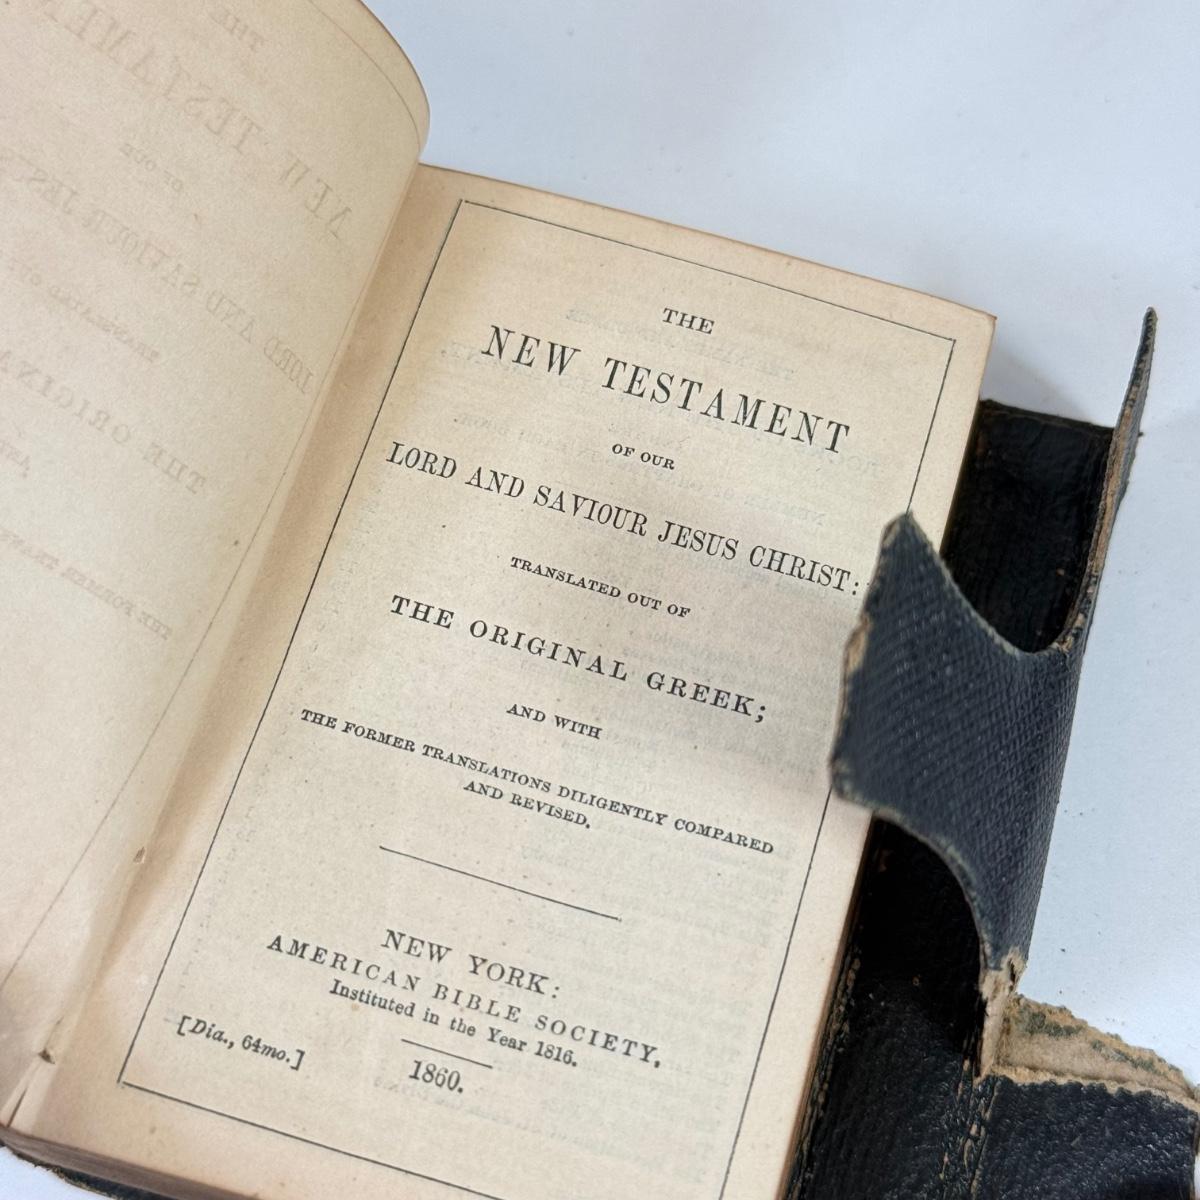 THE
NEW TESTAMENT
OF OUR
LORD AND SAVIOUR JESUS CHRIST:
TRANSLATED OUT OF
THE ORIGINAL GREEK;
AND WITH
THE FORMER TRANSLATIONS DILIGENTLY COMPARED
AND REVISED.
NEW YORK:
AMERICAN BIBLE SOCIETY,
Instituted in the Year 1816.
1860.
[Dia., 64mo.]